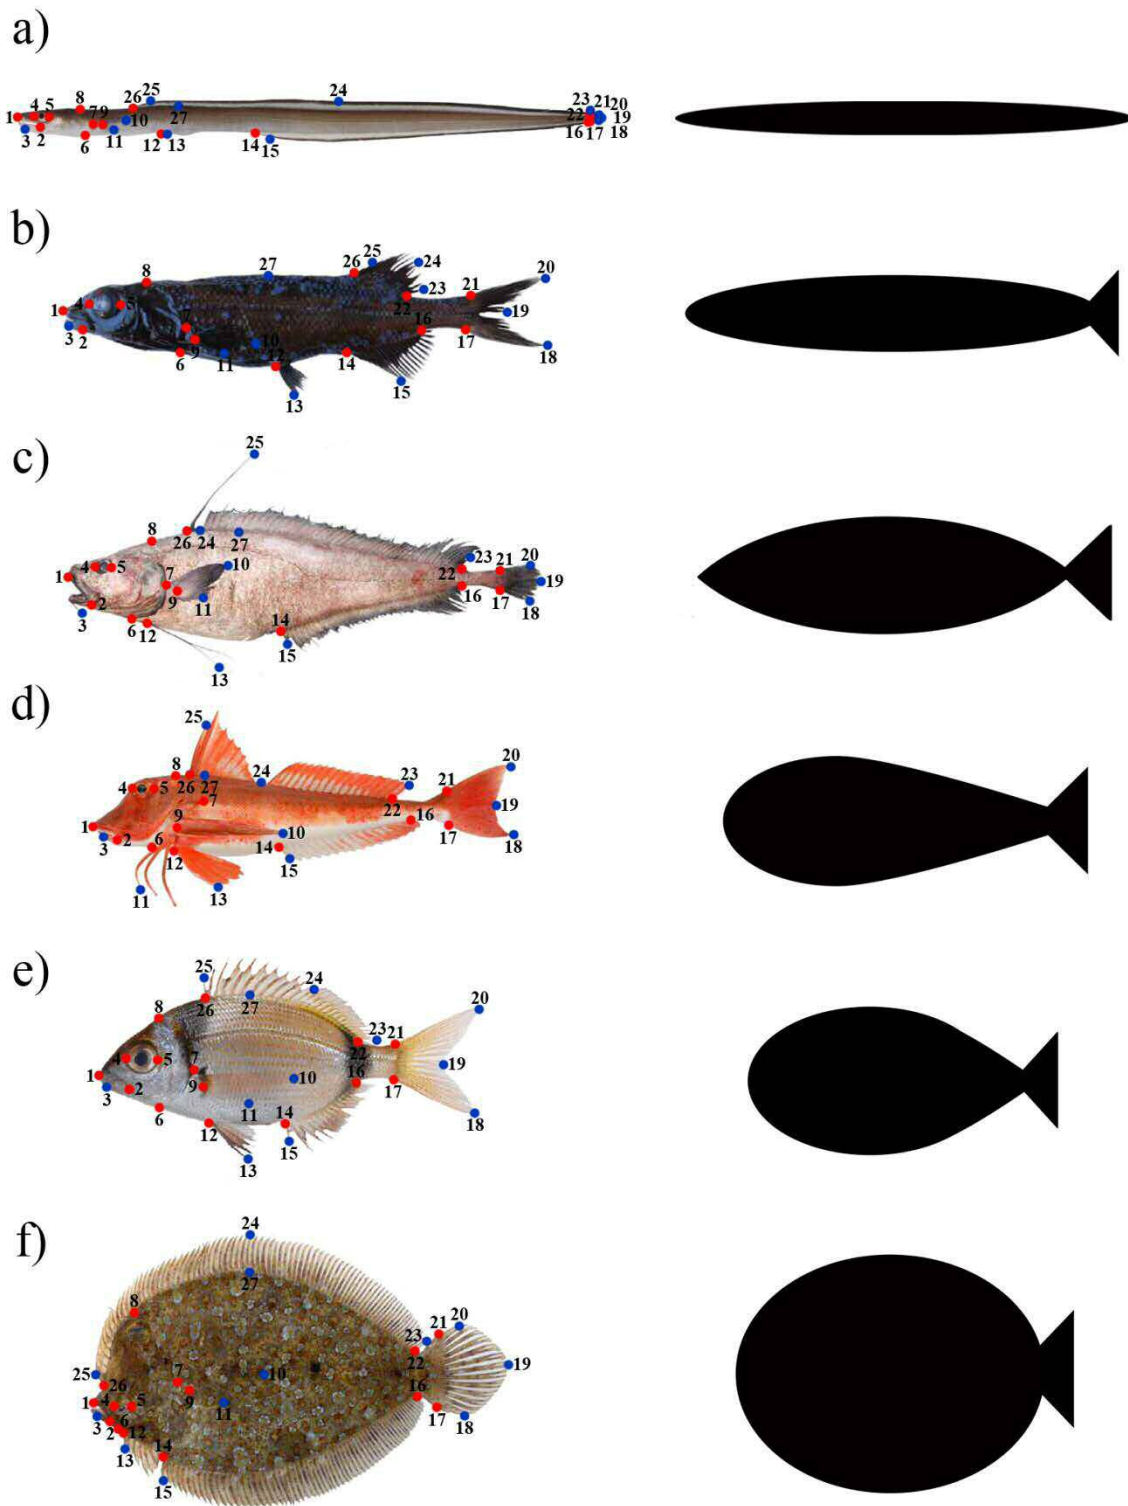 a)
25 24 23 21 20
1 4 5 8 7 9 26 10 27 22 19
3 2 6 11 12 13 14 15 16 17 18
b)
8 27 26 25 24 20
1 4 5 23 21
3 2 7 22 19
6 9 11 10 12 14 16 17 18
13 15
c)
25
8 26 24 27 23
1 4 5 10 21 20
7 19
2 9 11 16 17 18
3 6 12 14
15
13
d)
25
8 26 27 24 23 21 20
4 5 7 22 19
1 9 10 16 17 18
3 2 6 12 14 15
11 13
e)
25 24 20
26 27
8
4 5 7 22 23 21 19
1 9 10 16 17
3 2 11 18
6 12 14
13 15
f)
24
27
8 21 20
23 22 19
25 7 10
26 9 16
1 4 5 11 17 18
3 2 6 12
13 14
15